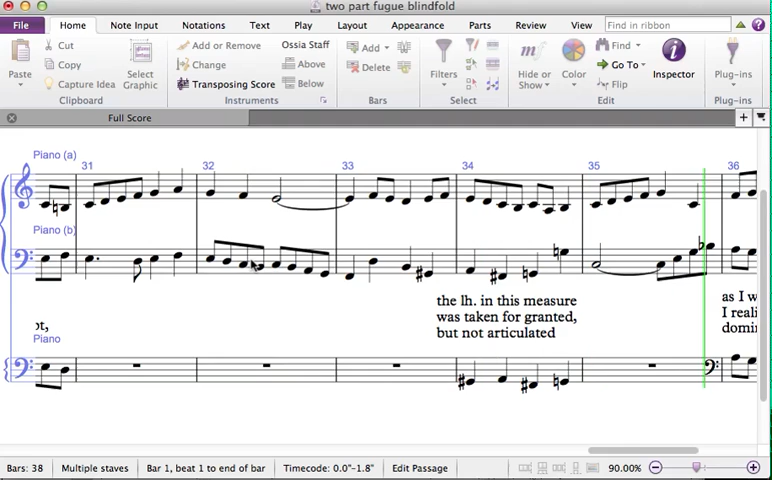 two part fugue blindfold
File Home Note Input Notations Text Play Layout Appearance Parts Review View Find in ribbon
Paste
Cut
Copy
Capture Idea
Select
Graphic
Clipboard
Add or Remove
Change
Transposing Score
Ossia Staff
Above
Below
Instruments
Add
Delete
Bars
Filters
Select
mf
Hide or
Show
Color
Find
Go To
Flip
Edit
Inspector
Plug-ins
Plug-ins
Full Score
Piano (a)
31 32 33 34 35 36
Piano (b)
the lh. in this measure
was taken for granted,
but not articulated
as I w
I reali
domin
ot,
Piano
Bars: 38 Multiple staves Bar 1, beat 1 to end of bar Timecode: 0.0"-1.8" Edit Passage 90.00%